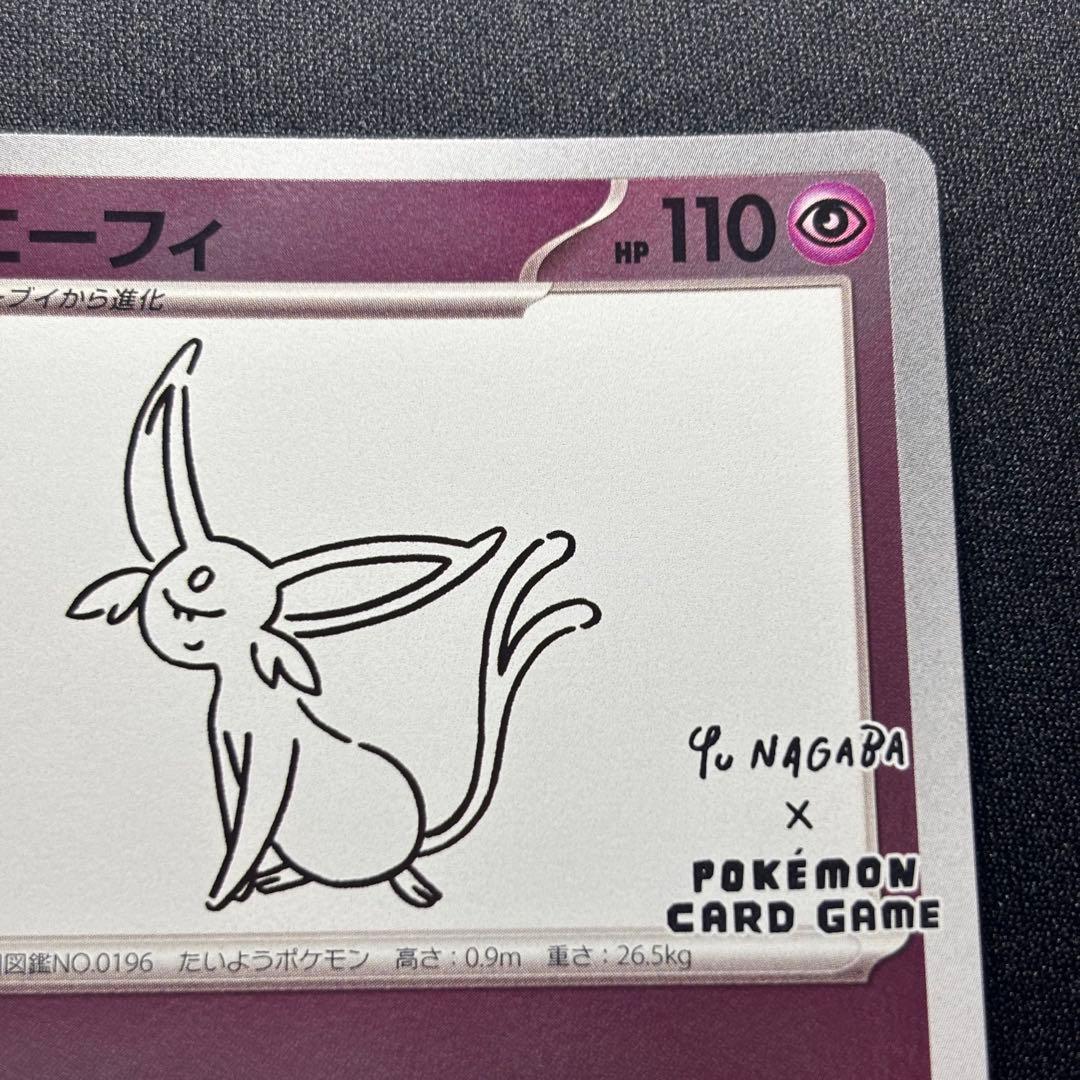 エーフィ HP 110
ーブイから進化
Yu NAGABA
×
POKÉMON
CARD GAME
図鑑NO.0196 たいようポケモン 高さ:0.9m 重さ:26.5kg